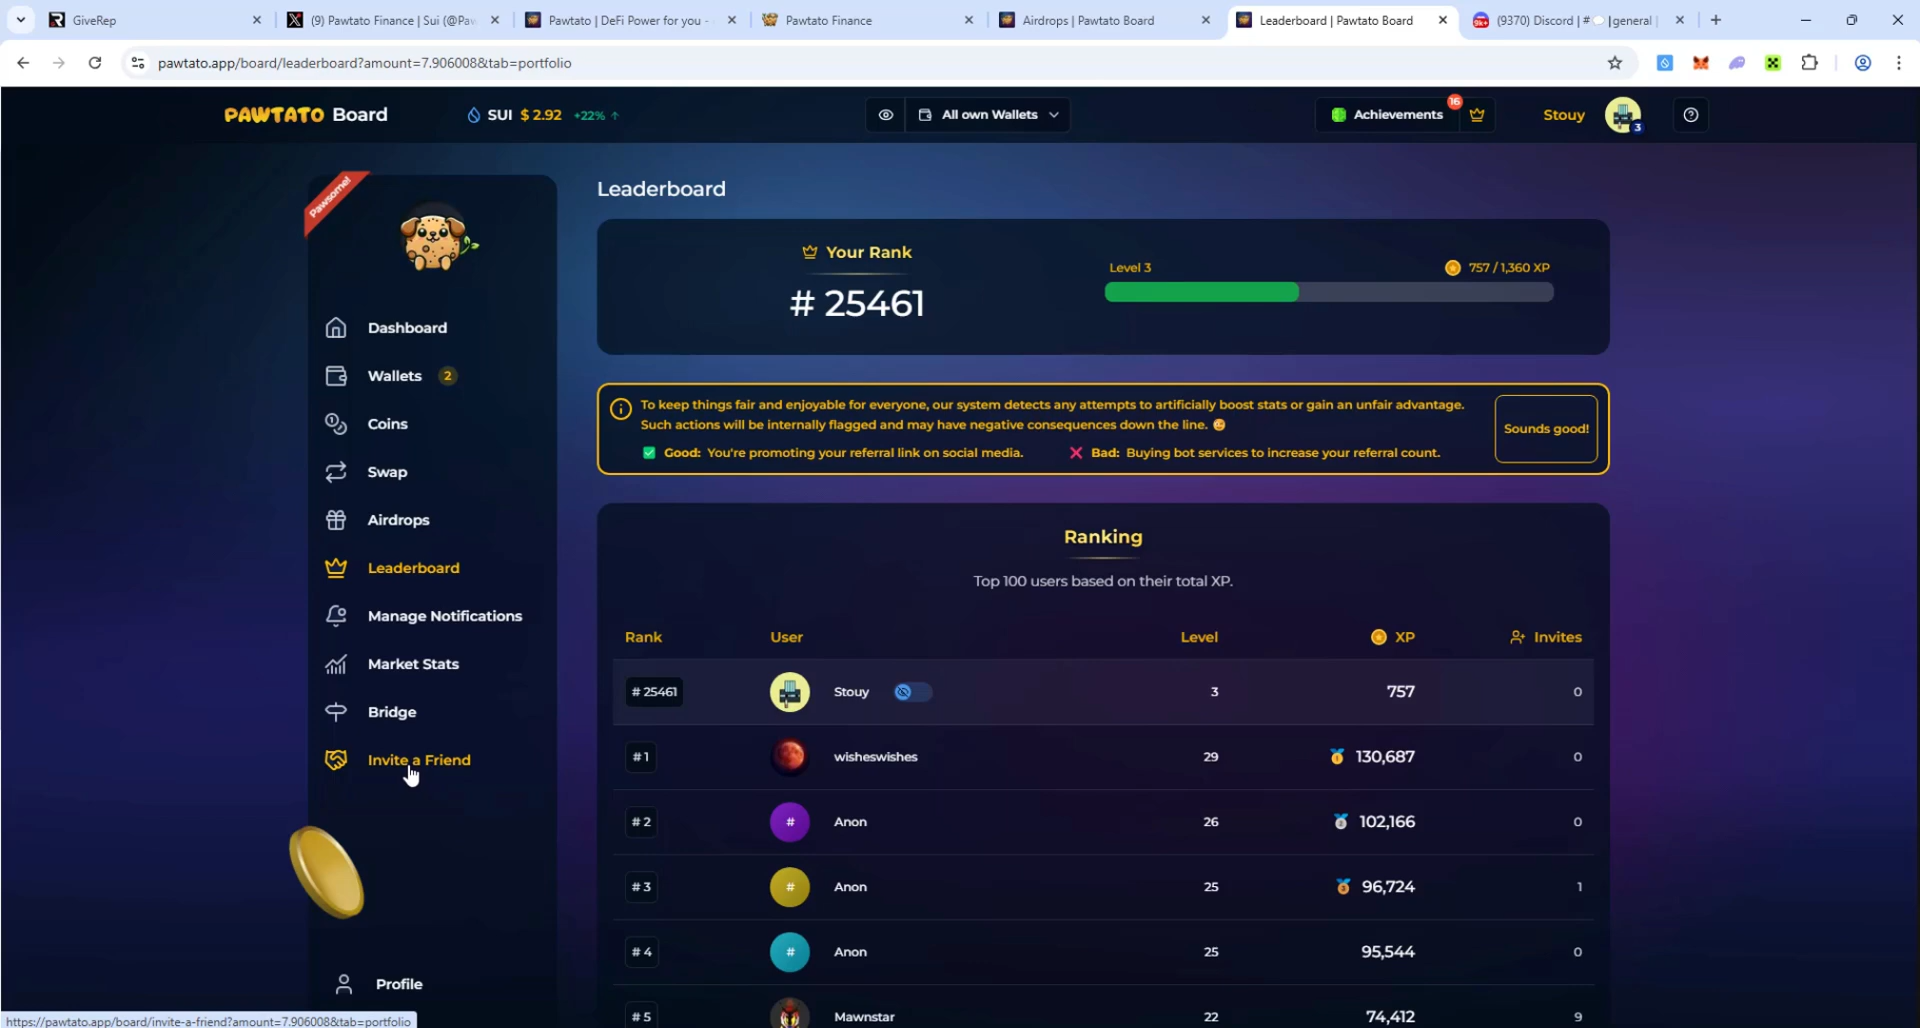 GiveRep
(9) Pawtato Finance | Sui (@Paw
Pawtato | DeFi Power for you -
Pawtato Finance
Airdrops | Pawtato Board
Leaderboard | Pawtato Board
(9370) Discord | # | general |
pawtato.app/board/leaderboard?amount=7.906008&tab=portfolio
PAWTATO Board
SUI $ 2.92 +22% ↑
All own Wallets
Achievements
16
Stouy
3
Pawsome!
Dashboard
Wallets 2
Coins
Swap
Airdrops
Leaderboard
Manage Notifications
Market Stats
Bridge
Invite a Friend
Profile
Leaderboard
Your Rank
# 25461
Level 3
757 / 1,360 XP
To keep things fair and enjoyable for everyone, our system detects any attempts to artificially boost stats or gain an unfair advantage.
Such actions will be internally flagged and may have negative consequences down the line.
Good: You're promoting your referral link on social media.
Bad: Buying bot services to increase your referral count.
Sounds good!
Ranking
Top 100 users based on their total XP.
Rank User Level XP Invites
# 25461 Stouy 3 757 0
# 1 wisheswishes 29 130,687 0
# 2 # Anon 26 102,166 0
# 3 # Anon 25 96,724 1
# 4 # Anon 25 95,544 0
# 5 Mawnstar 22 74,412 9
https://pawtato.app/board/invite-a-friend?amount=7.906008&tab=portfolio